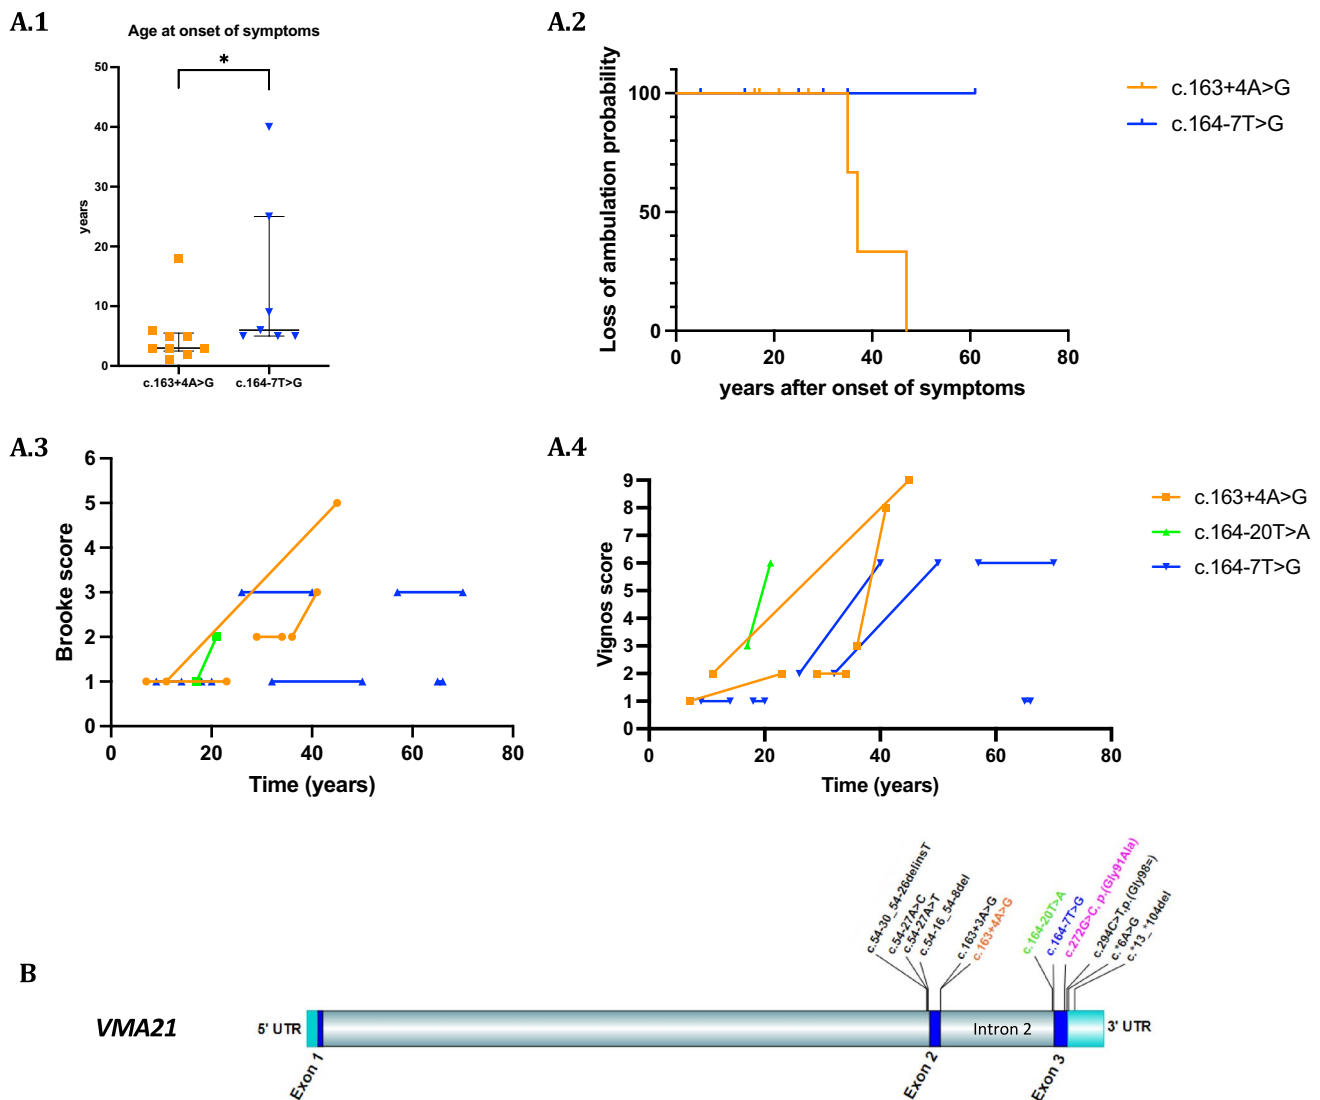 A.1
Age at onset of symptoms
*
50
40
30
20
10
0
years
c.163+4A>G
c.164-7T>G
A.2
Loss of ambulation probability
100
50
0
0
20
40
60
80
years after onset of symptoms
c.163+4A>G
c.164-7T>G
A.3
Brooke score
6
5
4
3
2
1
0
0
20
40
60
80
Time (years)
A.4
Vignos score
9
8
7
6
5
4
3
2
1
0
0
20
40
60
80
Time (years)
c.163+4A>G
c.164-20T>A
c.164-7T>G
B
VMA21
5' UTR
Exon 1
Exon 2
Intron 2
Exon 3
3' UTR
c.54-30_54-26delinsT
c.54-27A>C
c.54-27A>T
c.54-16_54-8del
c.163+3A>G
c.163+4A>G
c.164-20T>A
c.164-7T>G
c.272G>C, p.(Gly91Ala)
c.294C>T,p.(Gly98=)
c.*6A>G
c.*13_*104del